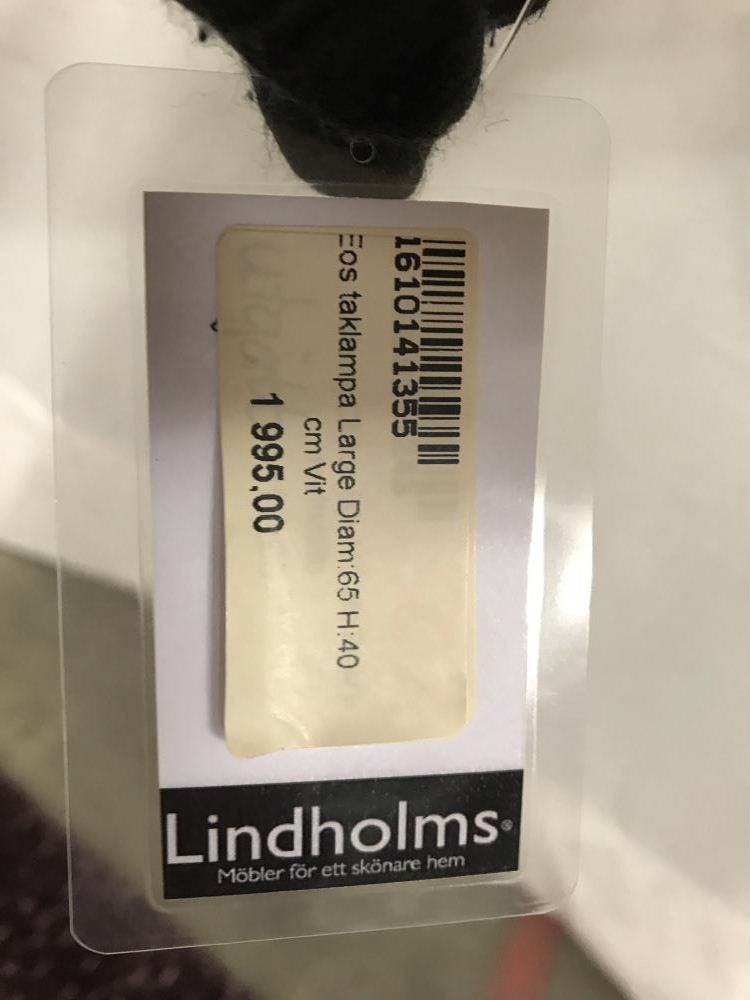 1610141355
Eos taklampa Large Diam:65 H:40
cm Vit
1 995,00
Lindholms®
Möbler för ett skönare hem